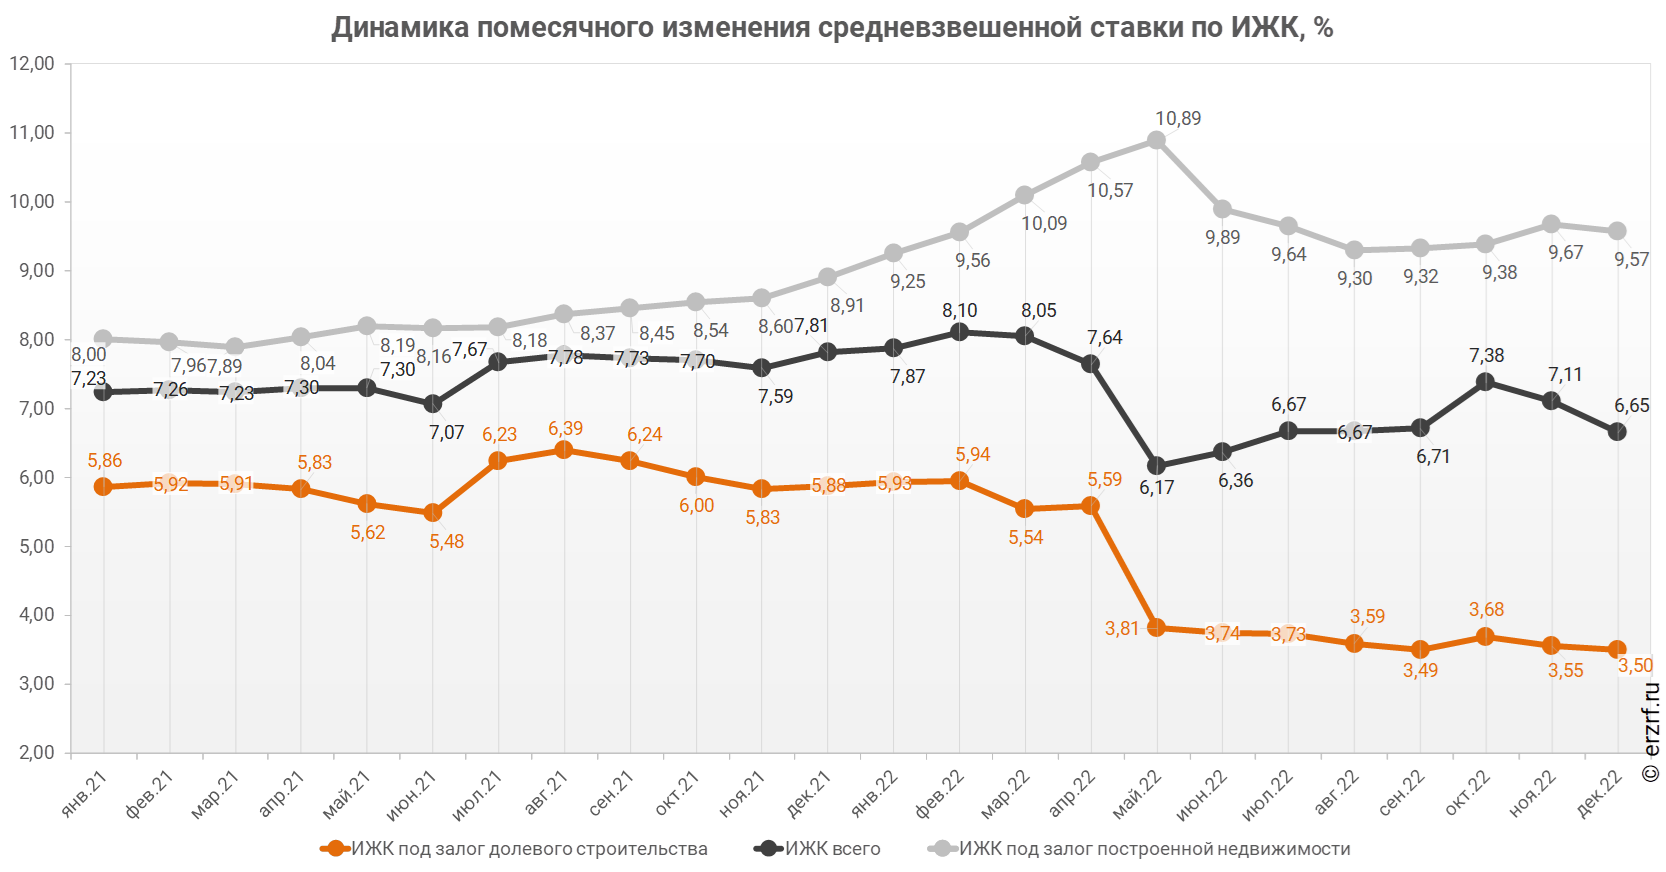 Динамика помесячного изменения средневзвешенной ставки по ИЖК, %
12,00
11,00
10,00
9,00
8,00
7,00
6,00
5,00
4,00
3,00
2,00
8,00
7,96
7,89
8,04
8,19
8,16
8,18
8,37
8,45
8,54
8,60
8,91
9,25
9,56
10,09
10,57
10,89
9,89
9,64
9,30
9,32
9,38
9,67
9,57
7,23
7,26
7,23
7,30
7,30
7,07
7,67
7,78
7,73
7,70
7,59
7,81
7,87
8,10
8,05
7,64
6,17
6,36
6,67
6,67
6,71
7,38
7,11
6,65
5,86
5,92
5,91
5,83
5,62
5,48
6,23
6,39
6,24
6,00
5,83
5,88
5,93
5,94
5,54
5,59
3,81
3,74
3,73
3,59
3,49
3,68
3,55
3,50
янв.21
фев.21
мар.21
апр.21
май.21
июн.21
июл.21
авг.21
сен.21
окт.21
ноя.21
дек.21
янв.22
фев.22
мар.22
апр.22
май.22
июн.22
июл.22
авг.22
сен.22
окт.22
ноя.22
дек.22
ИЖК под залог долевого строительства
ИЖК всего
ИЖК под залог построенной недвижимости
© erzrf.ru